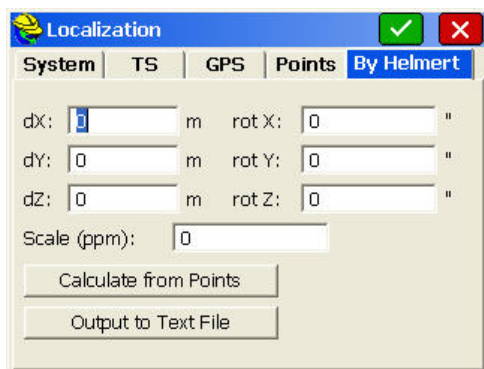 Localization
System TS GPS Points By Helmert
dX: 0 m rot X: 0 "
dY: 0 m rot Y: 0 "
dZ: 0 m rot Z: 0 "
Scale (ppm): 0
Calculate from Points
Output to Text File